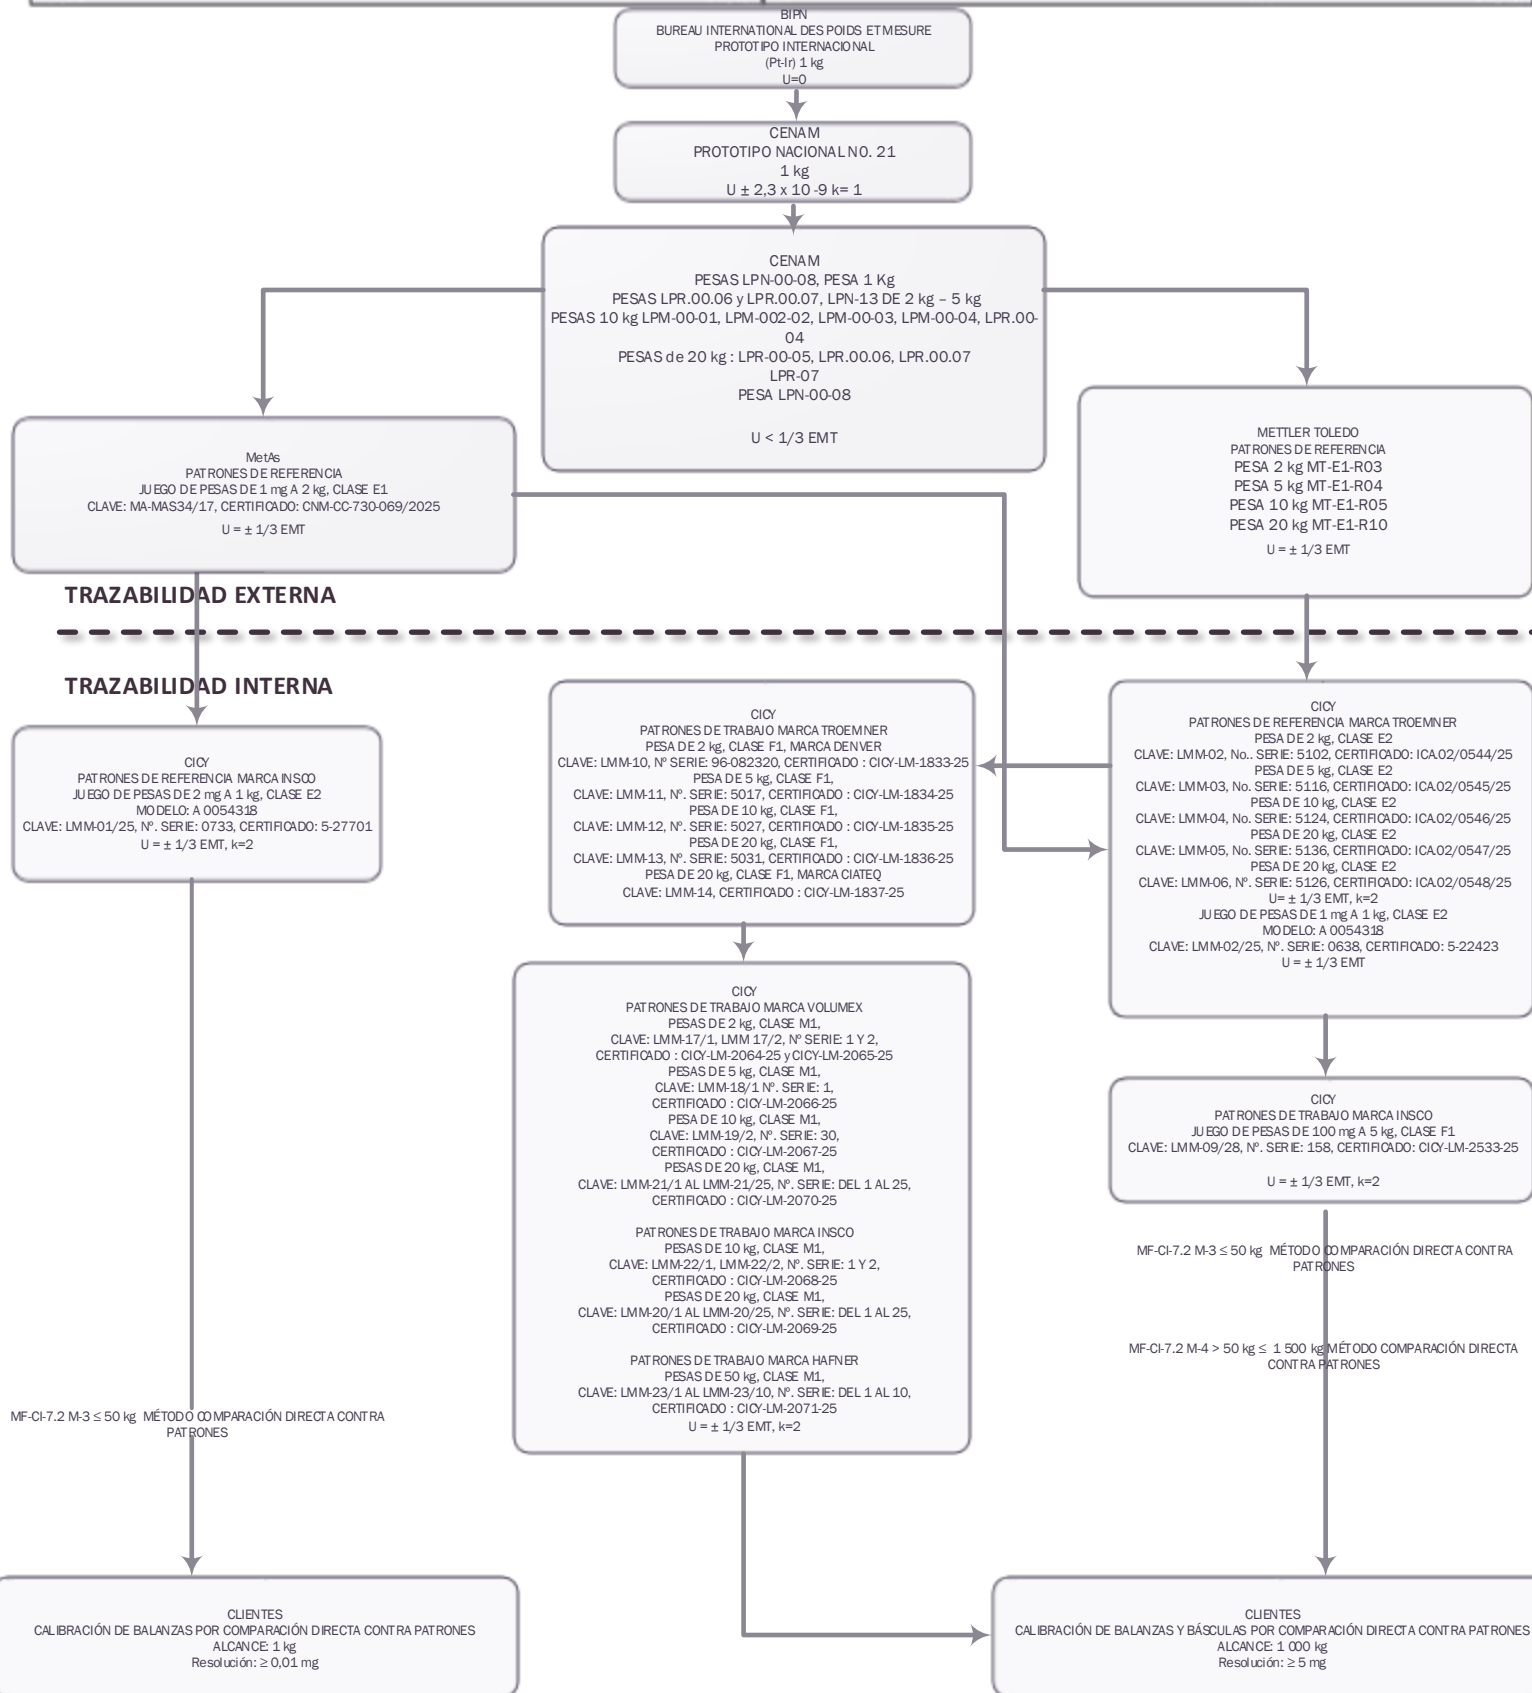 BIPN
BUREAU INTERNATIONAL DES POIDS ET MESURE
PROTOTIPO INTERNACIONAL
(Pt-Ir) 1 kg
U=0
CENAM
PROTOTIPO NACIONAL NO. 21
1 kg
U ± 2,3 x 10 -9 k= 1
CENAM
PESAS LPN-00-08, PESA 1 Kg
PESAS LPR.00.06 y LPR.00.07, LPN-13 DE 2 kg – 5 kg
PESAS 10 kg LPM-00-01, LPM-002-02, LPM-00-03, LPM-00-04, LPR.00-
04
PESAS de 20 kg : LPR-00-05, LPR.00.06, LPR.00.07
LPR-07
PESA LPN-00-08
U < 1/3 EMT
MetAs
PATRONES DE REFERENCIA
JUEGO DE PESAS DE 1 mg A 2 kg, CLASE E1
CLAVE: MA-MAS34/17, CERTIFICADO: CNM-CC-730-069/2025
U = ± 1/3 EMT
METTLER TOLEDO
PATRONES DE REFERENCIA
PESA 2 kg MT-E1-R03
PESA 5 kg MT-E1-R04
PESA 10 kg MT-E1-R05
PESA 20 kg MT-E1-R10
U = ± 1/3 EMT
TRAZABILIDAD EXTERNA
TRAZABILIDAD INTERNA
CICY
PATRONES DE REFERENCIA MARCA INSCO
JUEGO DE PESAS DE 2 mg A 1 kg, CLASE E2
MODELO: A 0054318
CLAVE: LMM-01/25, Nº. SERIE: 0733, CERTIFICADO: 5-27701
U = ± 1/3 EMT, k=2
CICY
PATRONES DE TRABAJO MARCA TROEMNER
PESA DE 2 kg, CLASE F1, MARCA DENVER
CLAVE: LMM-10, Nº SERIE: 96-082320, CERTIFICADO : CICY-LM-1833-25
PESA DE 5 kg, CLASE F1,
CLAVE: LMM-11, Nº. SERIE: 5017, CERTIFICADO : CICY-LM-1834-25
PESA DE 10 kg, CLASE F1,
CLAVE: LMM-12, Nº. SERIE: 5027, CERTIFICADO : CICY-LM-1835-25
PESA DE 20 kg, CLASE F1,
CLAVE: LMM-13, Nº. SERIE: 5031, CERTIFICADO : CICY-LM-1836-25
PESA DE 20 kg, CLASE F1, MARCA CIATEQ
CLAVE: LMM-14, CERTIFICADO : CICY-LM-1837-25
CICY
PATRONES DE REFERENCIA MARCA TROEMNER
PESA DE 2 kg, CLASE E2
CLAVE: LMM-02, No.. SERIE: 5102, CERTIFICADO: ICA.02/0544/25
PESA DE 5 kg, CLASE E2
CLAVE: LMM-03, No. SERIE: 5116, CERTIFICADO: ICA.02/0545/25
PESA DE 10 kg, CLASE E2
CLAVE: LMM-04, No. SERIE: 5124, CERTIFICADO: ICA.02/0546/25
PESA DE 20 kg, CLASE E2
CLAVE: LMM-05, No. SERIE: 5136, CERTIFICADO: ICA.02/0547/25
PESA DE 20 kg, CLASE E2
CLAVE: LMM-06, Nº. SERIE: 5126, CERTIFICADO: ICA.02/0548/25
U= ± 1/3 EMT, k=2
JUEGO DE PESAS DE 1 mg A 1 kg, CLASE E2
MODELO: A 0054318
CLAVE: LMM-02/25, Nº. SERIE: 0638, CERTIFICADO: 5-22423
U = ± 1/3 EMT
CICY
PATRONES DE TRABAJO MARCA VOLUMEX
PESAS DE 2 kg, CLASE M1,
CLAVE: LMM-17/1, LMM 17/2, Nº SERIE: 1 Y 2,
CERTIFICADO : CICY-LM-2064-25 y CICY-LM-2065-25
PESAS DE 5 kg, CLASE M1,
CLAVE: LMM-18/1 Nº. SERIE: 1,
CERTIFICADO : CICY-LM-2066-25
PESA DE 10 kg, CLASE M1,
CLAVE: LMM-19/2, Nº. SERIE: 30,
CERTIFICADO : CICY-LM-2067-25
PESAS DE 20 kg, CLASE M1,
CLAVE: LMM-21/1 AL LMM-21/25, Nº. SERIE: DEL 1 AL 25,
CERTIFICADO : CICY-LM-2070-25
PATRONES DE TRABAJO MARCA INSCO
PESAS DE 10 kg, CLASE M1,
CLAVE: LMM-22/1, LMM-22/2, Nº. SERIE: 1 Y 2,
CERTIFICADO : CICY-LM-2068-25
PESAS DE 20 kg, CLASE M1,
CLAVE: LMM-20/1 AL LMM-20/25, Nº. SERIE: DEL 1 AL 25,
CERTIFICADO : CICY-LM-2069-25
PATRONES DE TRABAJO MARCA HAFNER
PESAS DE 50 kg, CLASE M1,
CLAVE: LMM-23/1 AL LMM-23/10, Nº. SERIE: DEL 1 AL 10,
CERTIFICADO : CICY-LM-2071-25
U = ± 1/3 EMT, k=2
CICY
PATRONES DE TRABAJO MARCA INSCO
JUEGO DE PESAS DE 100 mg A 5 kg, CLASE F1
CLAVE: LMM-09/28, Nº. SERIE: 158, CERTIFICADO: CICY-LM-2533-25
U = ± 1/3 EMT, k=2
MF-CI-7.2 M-3 ≤ 50 kg MÉTODO COMPARACIÓN DIRECTA CONTRA
PATRONES
MF-CI-7.2 M-4 > 50 kg ≤ 1 500 kg MÉTODO COMPARACIÓN DIRECTA
CONTRA PATRONES
MF-CI-7.2 M-3 ≤ 50 kg MÉTODO COMPARACIÓN DIRECTA CONTRA
PATRONES
CLIENTES
CALIBRACIÓN DE BALANZAS POR COMPARACIÓN DIRECTA CONTRA PATRONES
ALCANCE: 1 kg
Resolución: ≥ 0,01 mg
CLIENTES
CALIBRACIÓN DE BALANZAS Y BÁSCULAS POR COMPARACIÓN DIRECTA CONTRA PATRONES
ALCANCE: 1 000 kg
Resolución: ≥ 5 mg